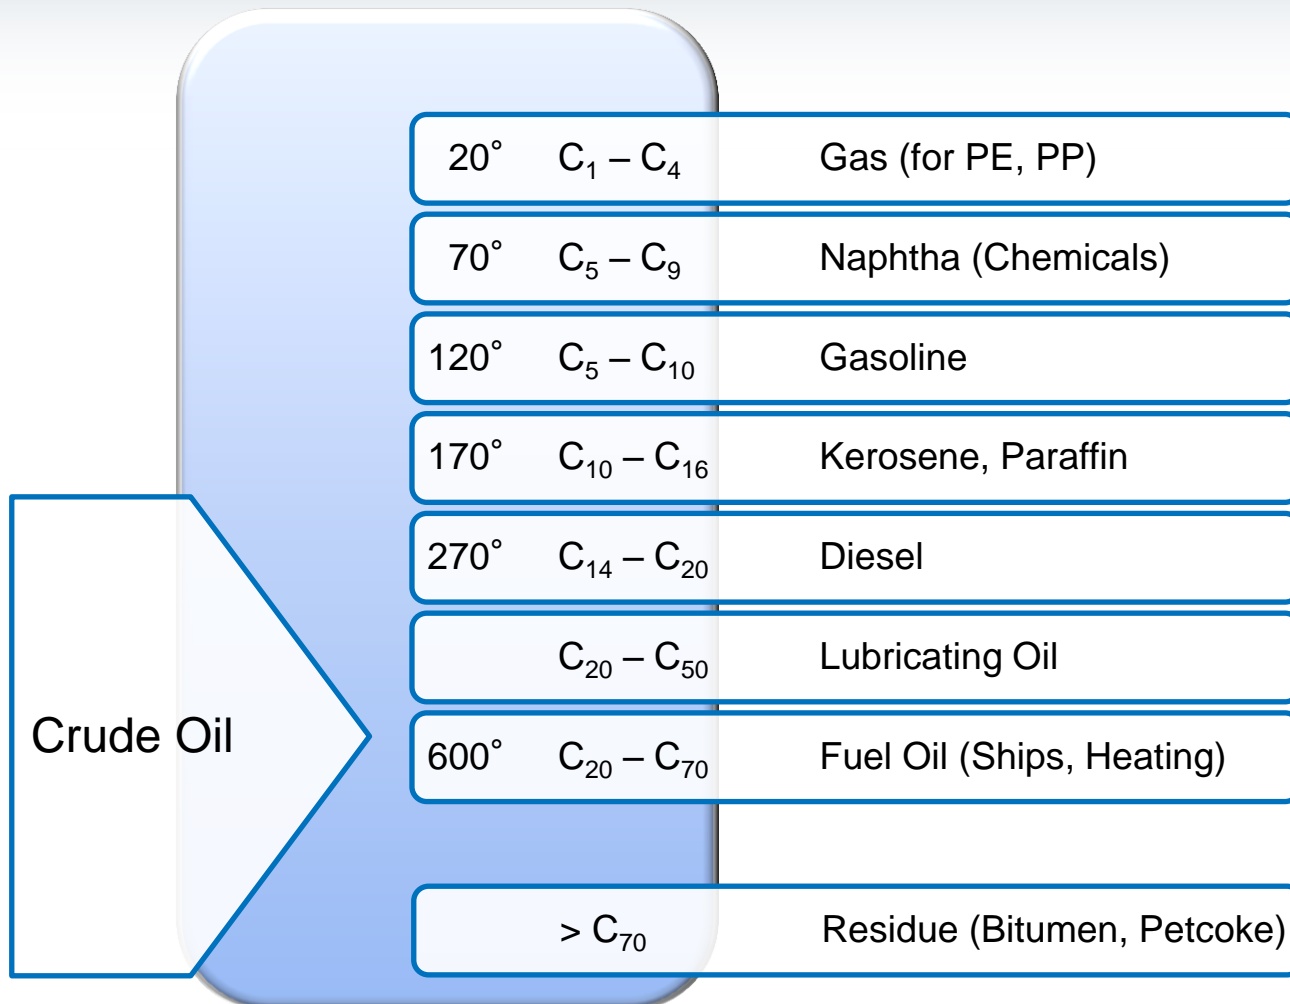 20° C₁ – C₄ Gas (for PE, PP)
70° C₅ – C₉ Naphtha (Chemicals)
120° C₅ – C₁₀ Gasoline
170° C₁₀ – C₁₆ Kerosene, Paraffin
270° C₁₄ – C₂₀ Diesel
C₂₀ – C₅₀ Lubricating Oil
Crude Oil
600° C₂₀ – C₇₀ Fuel Oil (Ships, Heating)
> C₇₀ Residue (Bitumen, Petcoke)